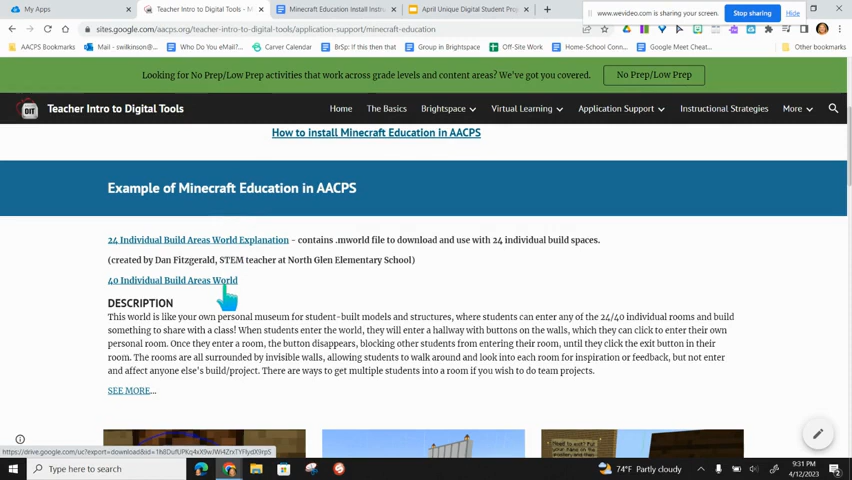 My Apps
Teacher Intro to Digital Tools -
Minecraft Education Install Instru
April Unique Digital Student Pro
www.wevideo.com is sharing your screen.
Stop sharing
Hide
sites.google.com/aacps.org/teacher-intro-to-digital-tools/application-support/minecraft-education
AACPS Bookmarks
Mail - swilkinson@...
Who Do You eMail?
Carver Calendar
BrSp: If this then that
Group in Brightspace
Off-Site Work
Home-School Conn...
Google Meet Cheat...
Other bookmarks
Looking for No Prep/Low Prep activities that work across grade levels and content areas? We've got you covered.
No Prep/Low Prep
DIT
Teacher Intro to Digital Tools
Home
The Basics
Brightspace
Virtual Learning
Application Support
Instructional Strategies
More
How to install Minecraft Education in AACPS
Example of Minecraft Education in AACPS
24 Individual Build Areas World Explanation - contains .mworld file to download and use with 24 individual build spaces.
(created by Dan Fitzgerald, STEM teacher at North Glen Elementary School)
40 Individual Build Areas World
DESCRIPTION
This world is like your own personal museum for student-built models and structures, where students can enter any of the 24/40 individual rooms and build
something to share with a class! When students enter the world, they will enter a hallway with buttons on the walls, which they can click to enter their own
personal room. Once they enter a room, the button disappears, blocking other students from entering their room, until they click the exit button in their
room. The rooms are all surrounded by invisible walls, allowing students to walk around and look into each room for inspiration or feedback, but not enter
and affect anyone else's build/project. There are ways to get multiple students into a room if you wish to do team projects.
SEE MORE...
Type here to search
74°F Partly cloudy
9:31 PM
4/12/2023
2